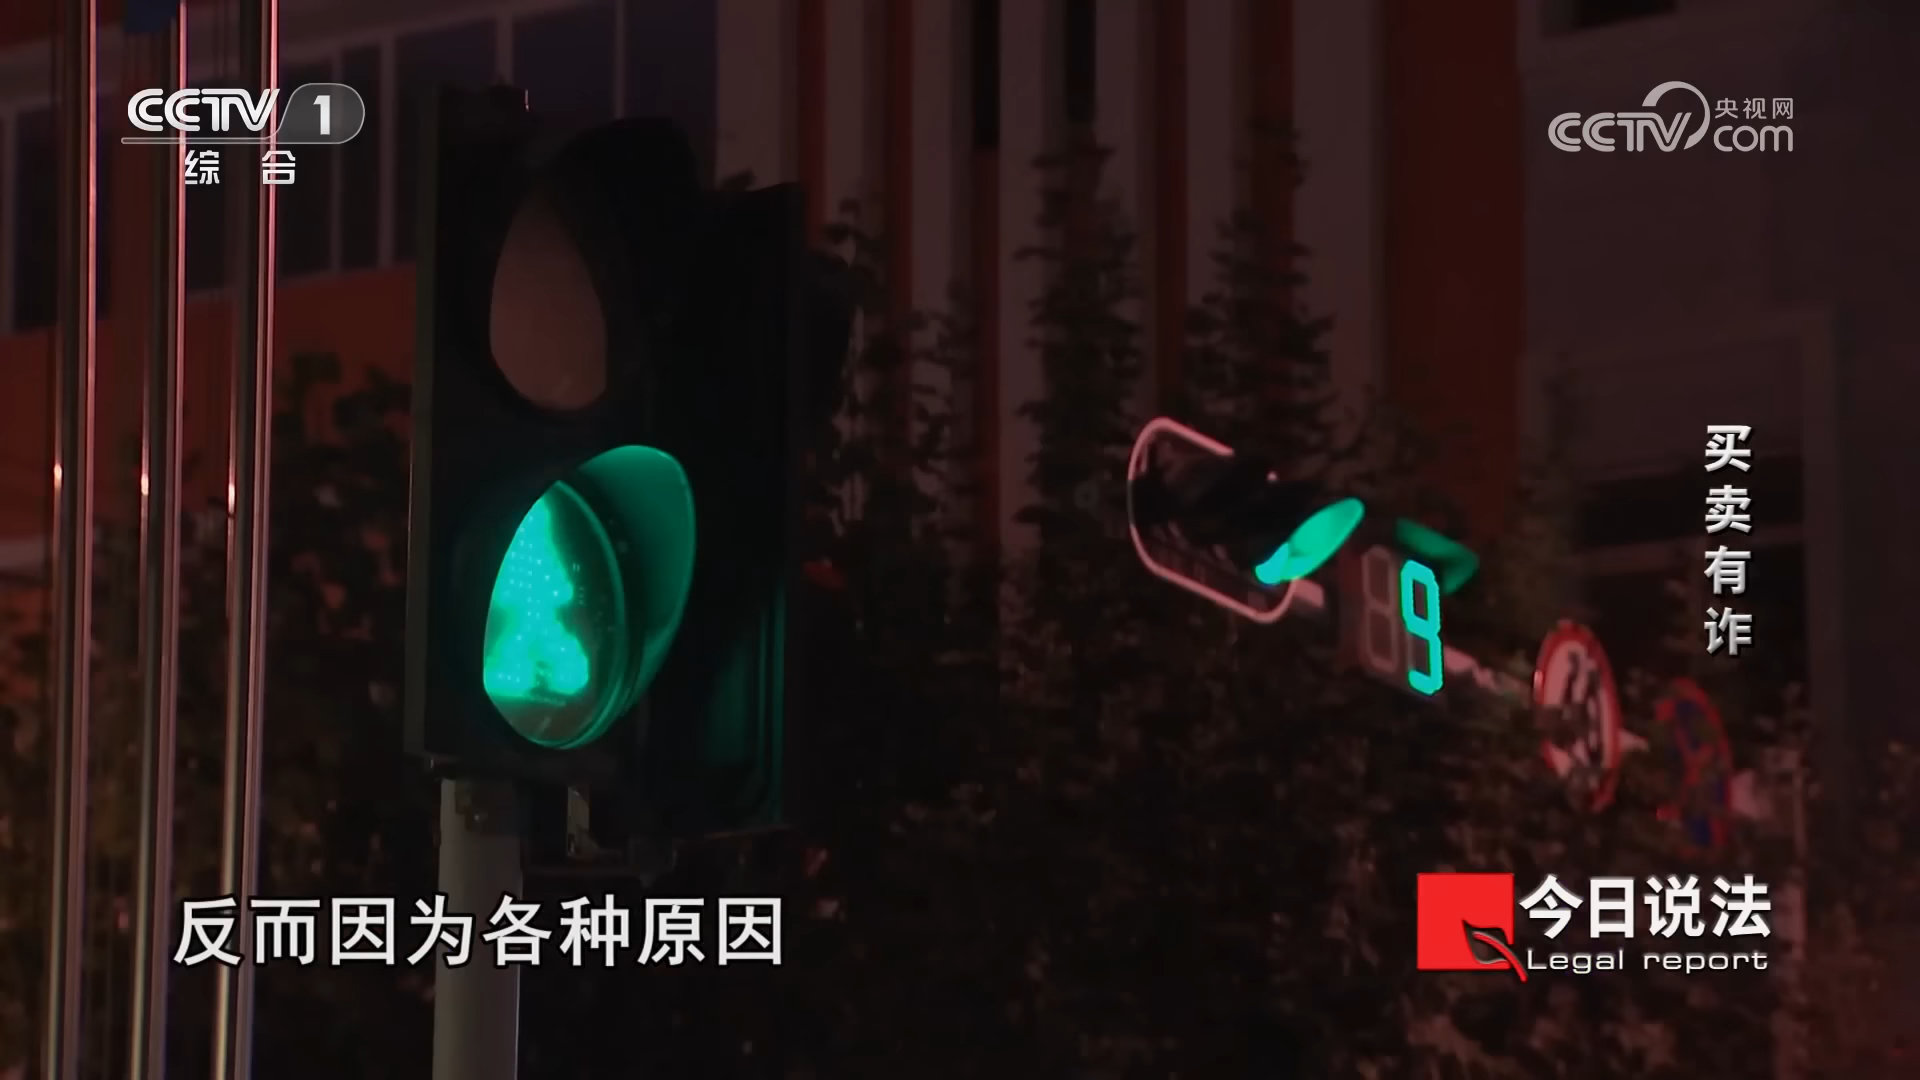 CCTV 1
综合
央视网
CCTV.com
买卖有诈
9
反而因为各种原因
今日说法
Legal report